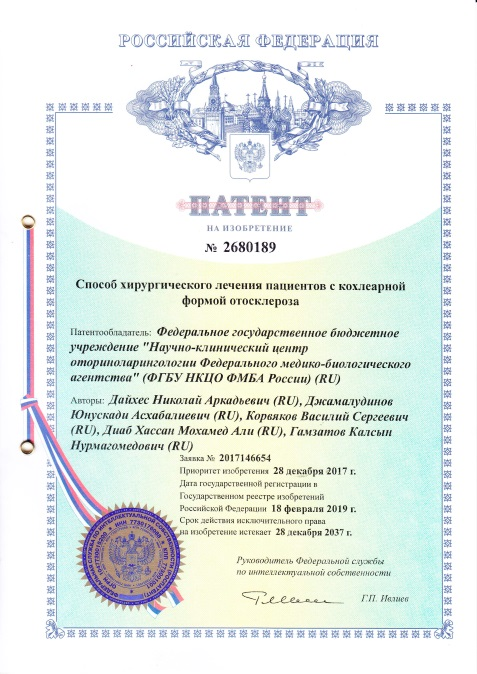 РОССИЙСКАЯ ФЕДЕРАЦИЯ
ПАТЕНТ
НА ИЗОБРЕТЕНИЕ
№ 2680189
Способ хирургического лечения пациентов с кохлеарной
формой отосклероза
Патентообладатель: Федеральное государственное бюджетное
учреждение "Научно-клинический центр
оториноларингологии Федерального медико-биологического
агентства" (ФГБУ НКЦО ФМБА России) (RU)
Авторы: Дайхес Николай Аркадьевич (RU), Джамалудинов
Юнускади Асхабалиевич (RU), Корвяков Василий Сергеевич
(RU), Диаб Хассан Мохамед Али (RU), Гамзатов Калсын
Нурмагомедович (RU)
Заявка № 2017146654
Приоритет изобретения 28 декабря 2017 г.
Дата государственной регистрации в
Государственном реестре изобретений
Российской Федерации 18 февраля 2019 г.
Срок действия исключительного права
на изобретение истекает 28 декабря 2037 г.
Руководитель Федеральной службы
по интеллектуальной собственности
Г.П. Ивлиев